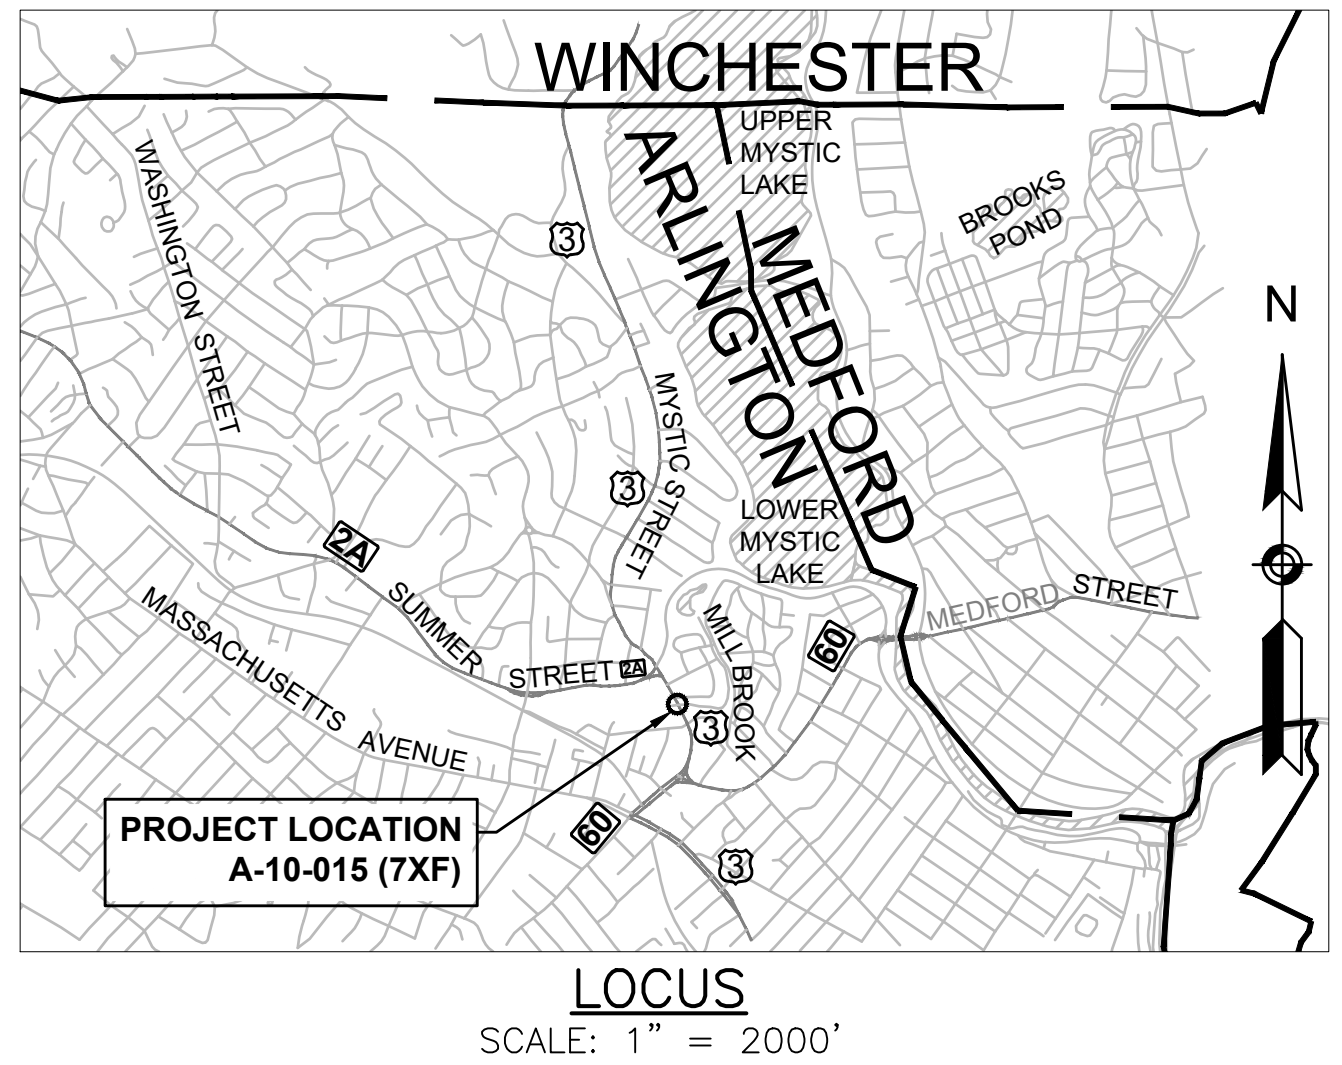 WINCHESTER
UPPER
MYSTIC
LAKE
ARLINGTON
MEDFORD
WASHINGTON STREET
BROOKS
POND
3
N
MYSTIC STREET
3
LOWER
MYSTIC
LAKE
2A
SUMMER STREET
2A
MEDFORD STREET
MASSACHUSETTS AVENUE
MILL BROOK
60
3
PROJECT LOCATION
A-10-015 (7XF)
60
3
LOCUS
SCALE: 1" = 2000'